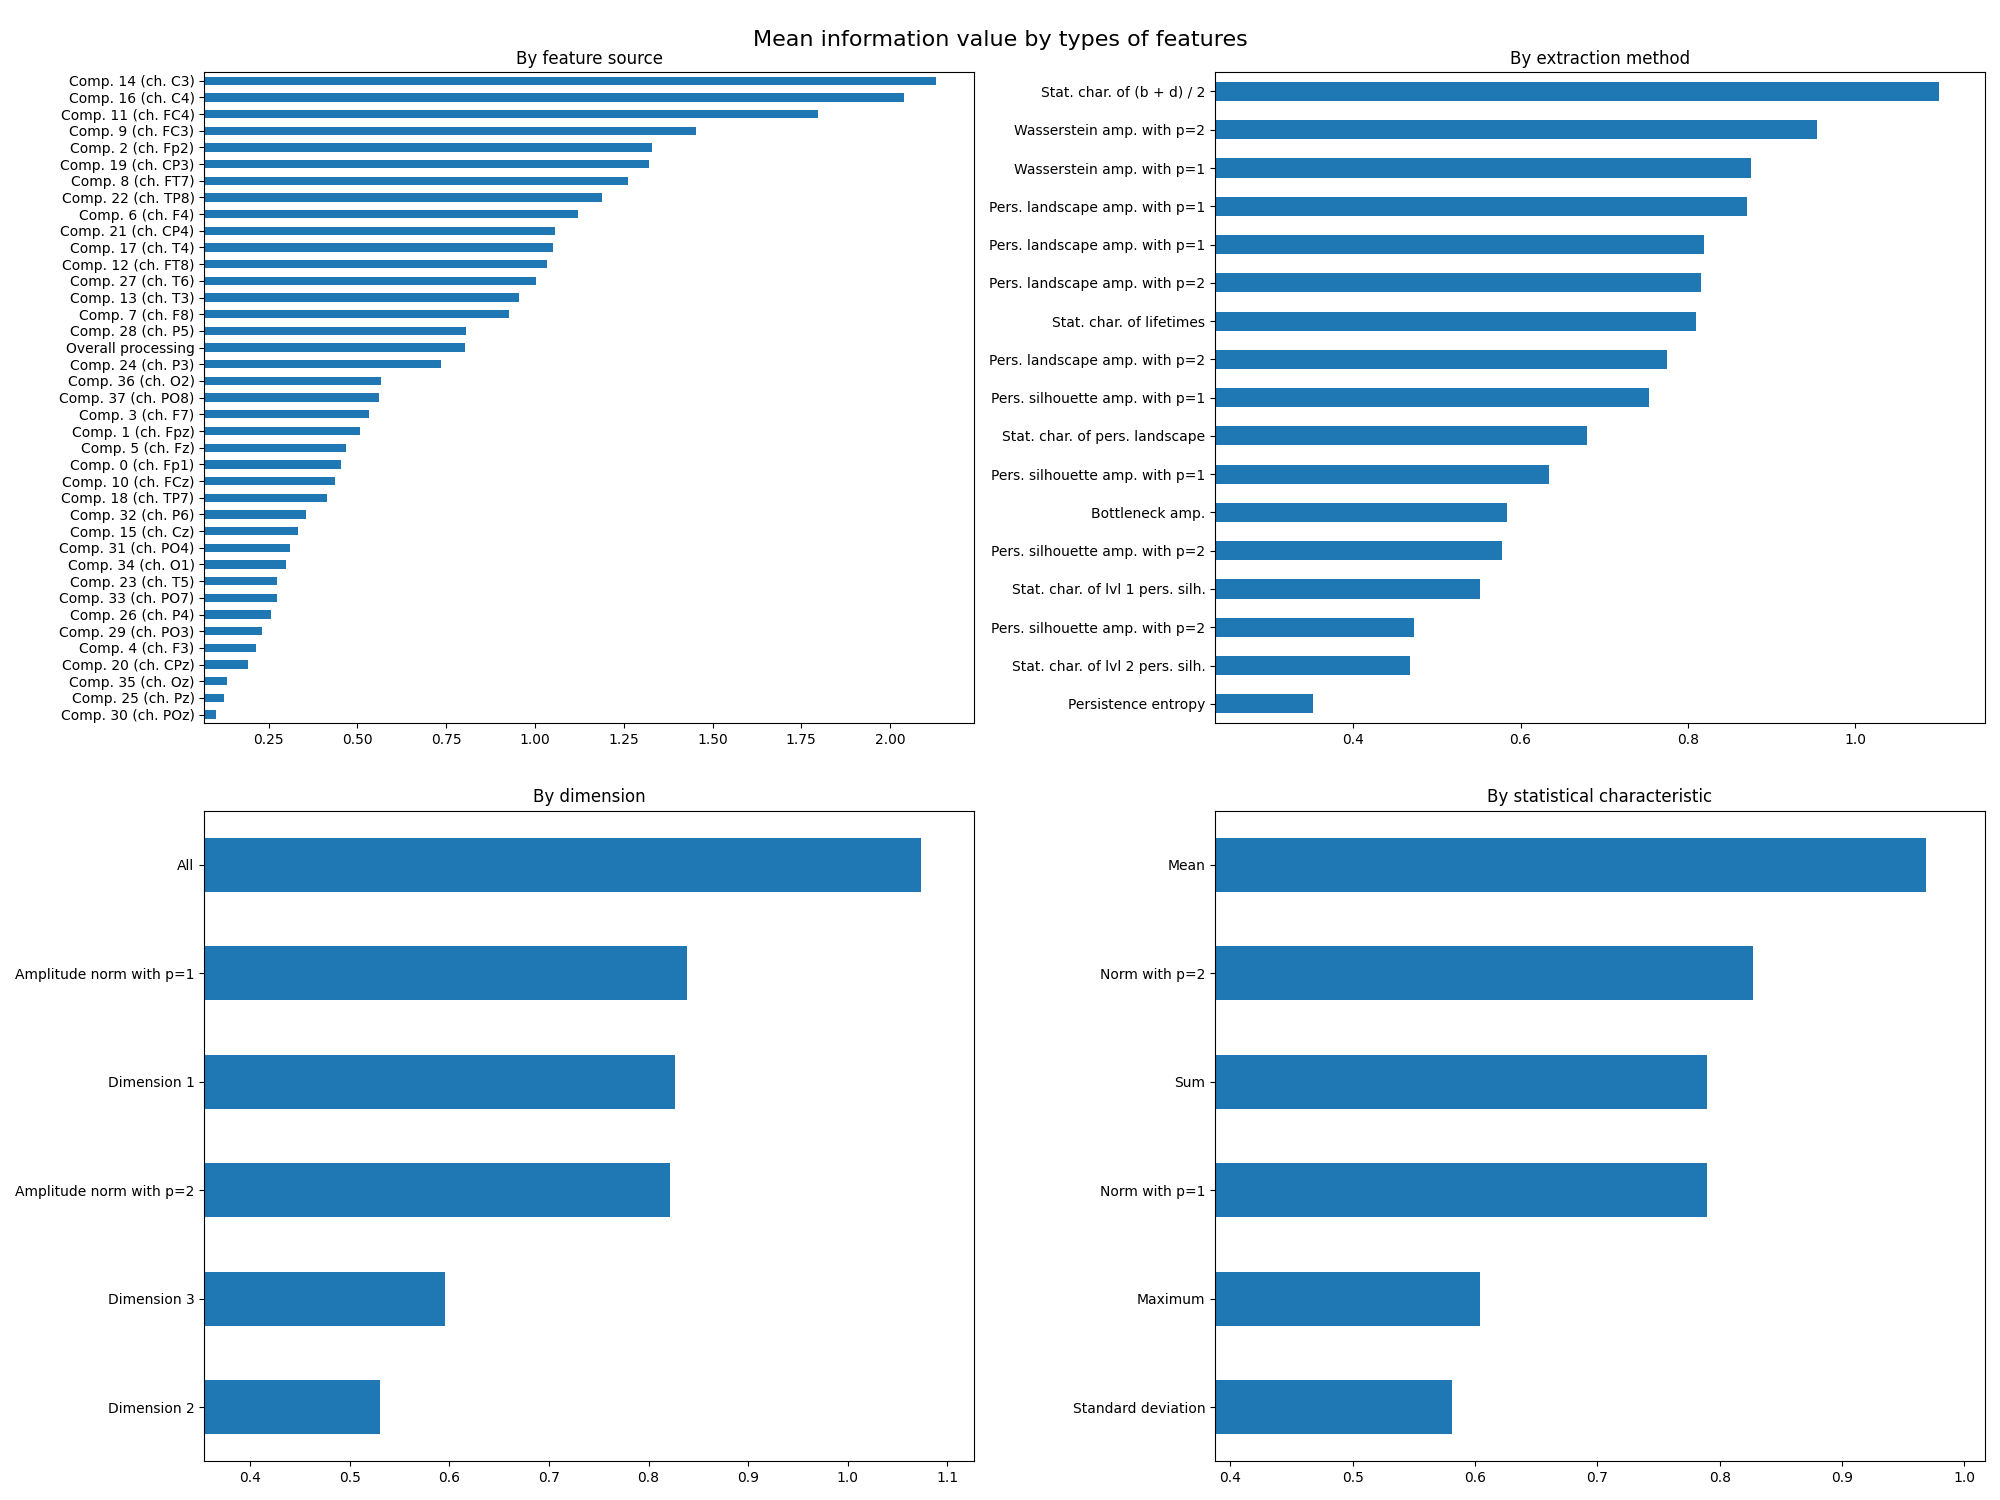 Mean information value by types of features
By feature source
Comp. 14 (ch. C3)
Comp. 16 (ch. C4)
Comp. 11 (ch. FC4)
Comp. 9 (ch. FC3)
Comp. 2 (ch. Fp2)
Comp. 19 (ch. CP3)
Comp. 8 (ch. FT7)
Comp. 22 (ch. TP8)
Comp. 6 (ch. F4)
Comp. 21 (ch. CP4)
Comp. 17 (ch. T4)
Comp. 12 (ch. FT8)
Comp. 27 (ch. T6)
Comp. 13 (ch. T3)
Comp. 7 (ch. F8)
Comp. 28 (ch. P5)
Overall processing
Comp. 24 (ch. P3)
Comp. 36 (ch. O2)
Comp. 37 (ch. PO8)
Comp. 3 (ch. F7)
Comp. 1 (ch. Fpz)
Comp. 5 (ch. Fz)
Comp. 0 (ch. Fp1)
Comp. 10 (ch. FCz)
Comp. 18 (ch. TP7)
Comp. 32 (ch. P6)
Comp. 15 (ch. Cz)
Comp. 31 (ch. PO4)
Comp. 34 (ch. O1)
Comp. 23 (ch. T5)
Comp. 33 (ch. PO7)
Comp. 26 (ch. P4)
Comp. 29 (ch. PO3)
Comp. 4 (ch. F3)
Comp. 20 (ch. CPz)
Comp. 35 (ch. Oz)
Comp. 25 (ch. Pz)
Comp. 30 (ch. POz)
0.25 0.50 0.75 1.00 1.25 1.50 1.75 2.00
By extraction method
Stat. char. of (b + d) / 2
Wasserstein amp. with p=2
Wasserstein amp. with p=1
Pers. landscape amp. with p=1
Pers. landscape amp. with p=1
Pers. landscape amp. with p=2
Stat. char. of lifetimes
Pers. landscape amp. with p=2
Pers. silhouette amp. with p=1
Stat. char. of pers. landscape
Pers. silhouette amp. with p=1
Bottleneck amp.
Pers. silhouette amp. with p=2
Stat. char. of lvl 1 pers. silh.
Pers. silhouette amp. with p=2
Stat. char. of lvl 2 pers. silh.
Persistence entropy
0.4 0.6 0.8 1.0
By dimension
All
Amplitude norm with p=1
Dimension 1
Amplitude norm with p=2
Dimension 3
Dimension 2
0.4 0.5 0.6 0.7 0.8 0.9 1.0 1.1
By statistical characteristic
Mean
Norm with p=2
Sum
Norm with p=1
Maximum
Standard deviation
0.4 0.5 0.6 0.7 0.8 0.9 1.0